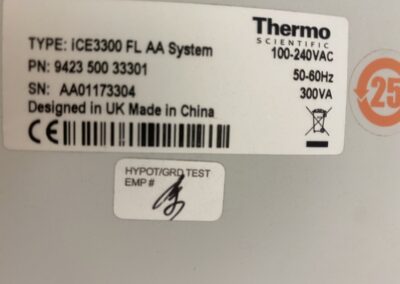 Thermo
SCIENTIFIC
TYPE: iCE3300 FL AA System
100-240VAC
PN: 9423 500 33301
50-60Hz
SN: AA01173304
300VA
Designed in UK Made in China
CE
25
HYPOT/GRD TEST
EMP #